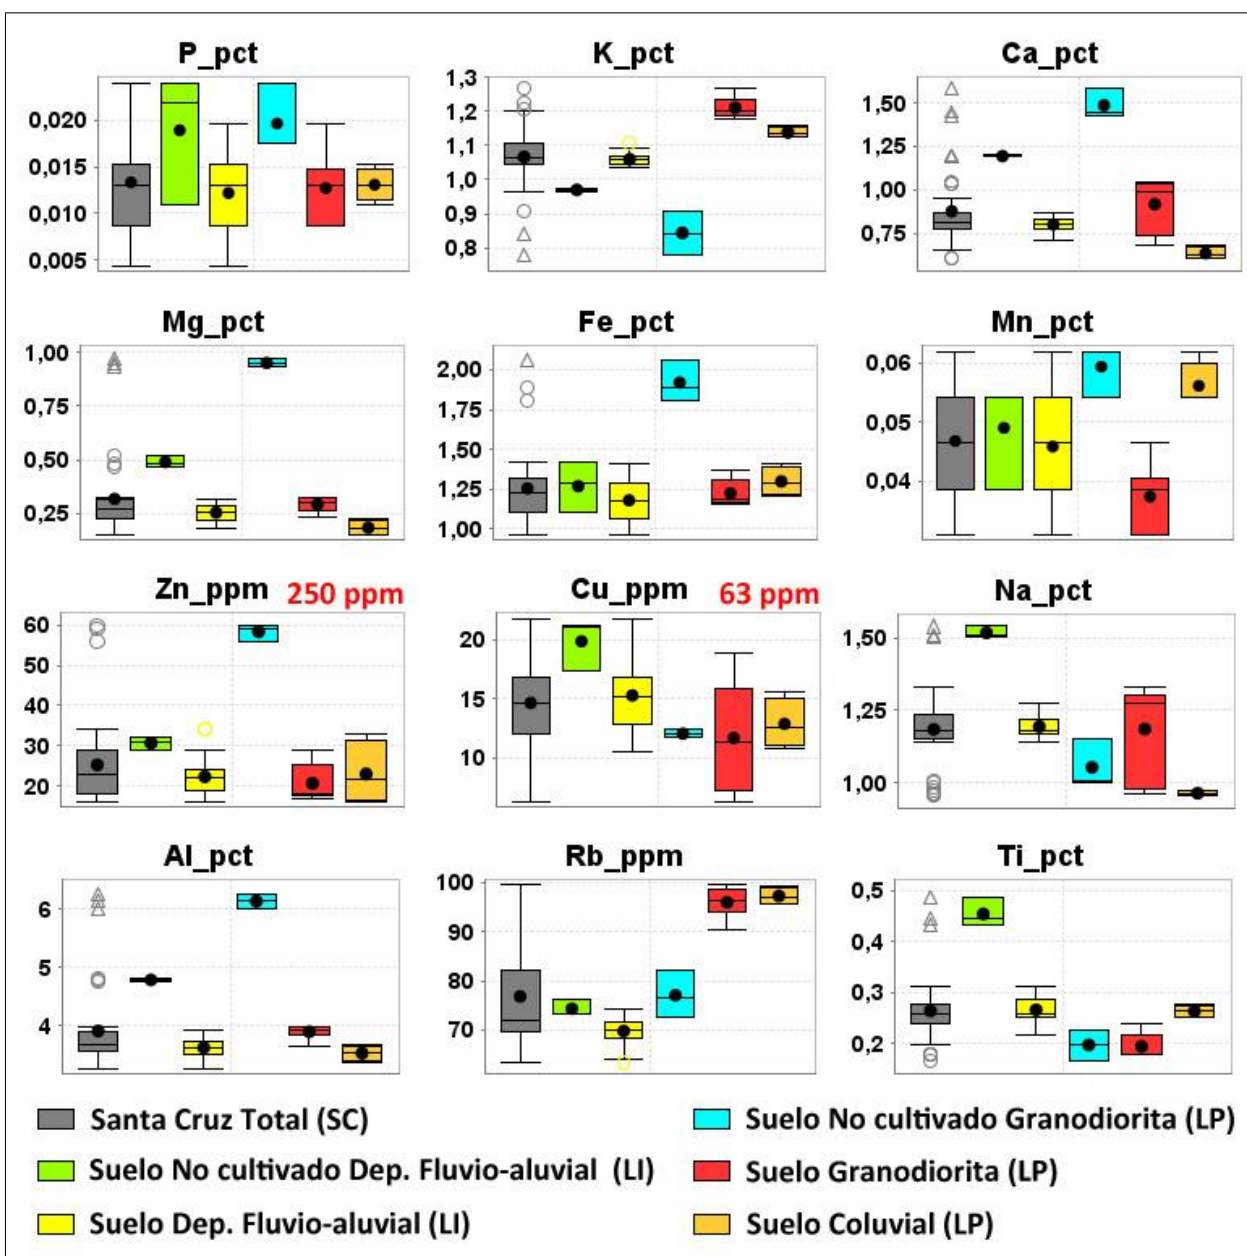 P_pct
0,020
0,015
0,010
0,005
K_pct
1,3
1,2
1,1
1,0
0,9
0,8
Ca_pct
1,50
1,00
0,75
Mg_pct
1,00
0,75
0,50
0,25
Fe_pct
2,00
1,75
1,50
1,25
1,00
Mn_pct
0,06
0,05
0,04
Zn_ppm 250 ppm
60
50
40
30
20
Cu_ppm 63 ppm
20
15
10
Na_pct
1,50
1,25
1,00
Al_pct
6
5
4
Rb_ppm
100
90
80
70
Ti_pct
0,5
0,4
0,3
0,2
Santa Cruz Total (SC)
Suelo No cultivado Dep. Fluvio-aluvial (LI)
Suelo Dep. Fluvio-aluvial (LI)
Suelo No cultivado Granodiorita (LP)
Suelo Granodiorita (LP)
Suelo Coluvial (LP)